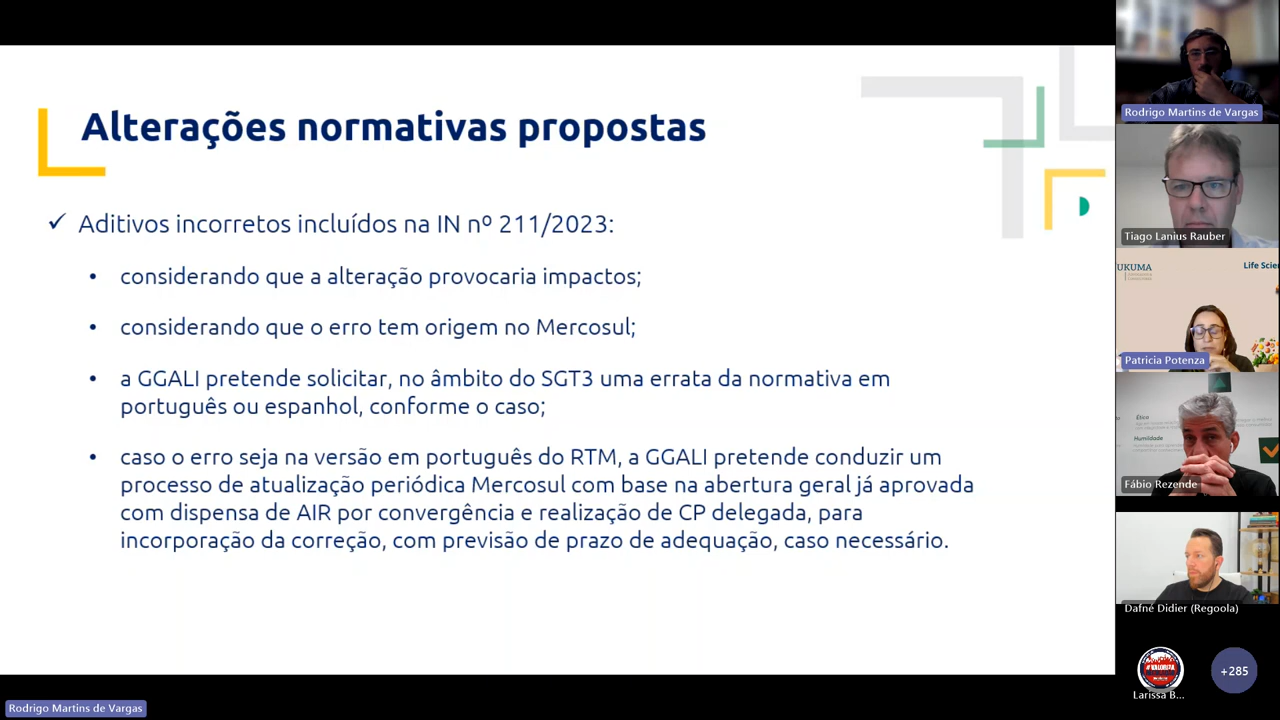 Alterações normativas propostas
✓ Aditivos incorretos incluídos na IN nº 211/2023:
• considerando que a alteração provocaria impactos;
• considerando que o erro tem origem no Mercosul;
• a GGALI pretende solicitar, no âmbito do SGT3 uma errata da normativa em
português ou espanhol, conforme o caso;
• caso o erro seja na versão em português do RTM, a GGALI pretende conduzir um
processo de atualização periódica Mercosul com base na abertura geral já aprovada
com dispensa de AIR por convergência e realização de CP delegada, para
incorporação da correção, com previsão de prazo de adequação, caso necessário.
Rodrigo Martins de Vargas
Tiago Lanius Rauber
UKUMA
Life Scien
Patricia Potenza
Ética
Humildade
Fábio Rezende
Dafné Didier (Regoola)
Larissa B...
+285
Rodrigo Martins de Vargas